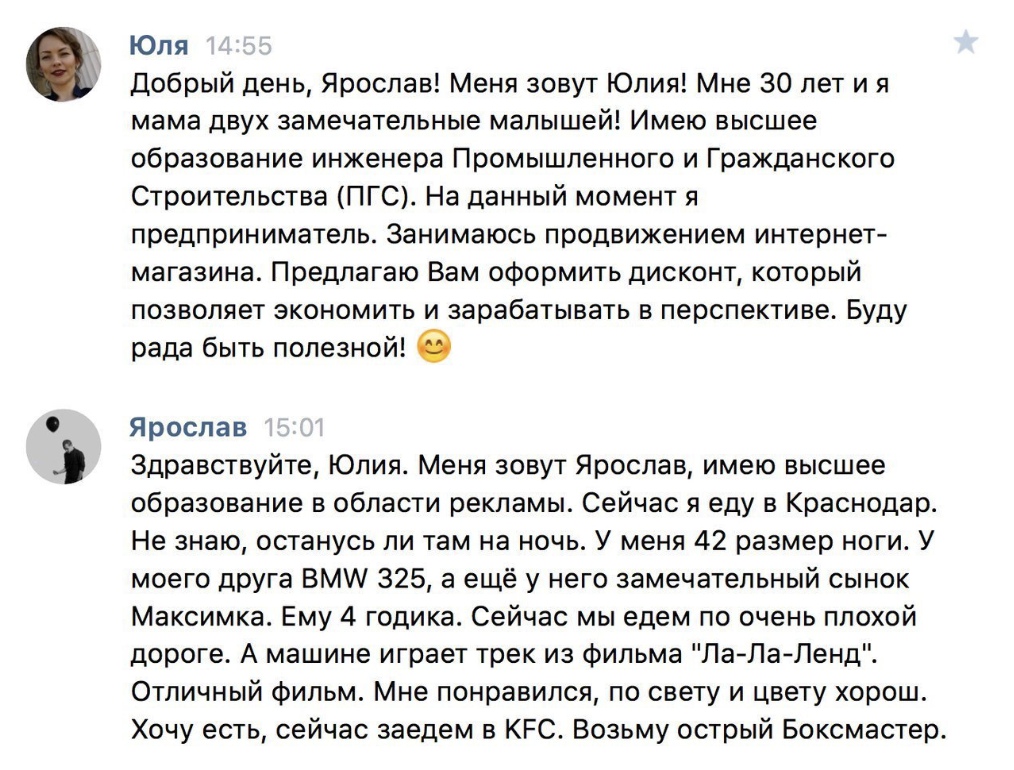 Юля 14:55
Добрый день, Ярослав! Меня зовут Юлия! Мне 30 лет и я
мама двух замечательные малышей! Имею высшее
образование инженера Промышленного и Гражданского
Строительства (ПГС). На данный момент я
предприниматель. Занимаюсь продвижением интернет-
магазина. Предлагаю Вам оформить дисконт, который
позволяет экономить и зарабатывать в перспективе. Буду
рада быть полезной! 😊
Ярослав 15:01
Здравствуйте, Юлия. Меня зовут Ярослав, имею высшее
образование в области рекламы. Сейчас я еду в Краснодар.
Не знаю, останусь ли там на ночь. У меня 42 размер ноги. У
моего друга BMW 325, а ещё у него замечательный сынок
Максимка. Ему 4 годика. Сейчас мы едем по очень плохой
дороге. А машине играет трек из фильма "Ла-Ла-Ленд".
Отличный фильм. Мне понравился, по свету и цвету хорош.
Хочу есть, сейчас заедем в KFC. Возьму острый Боксмастер.